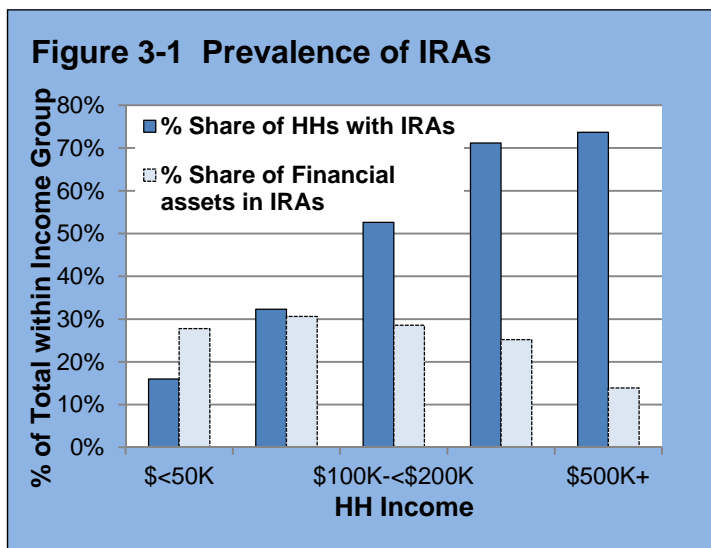 Figure 3-1 Prevalence of IRAs
% of Total within Income Group
80%
70%
60%
50%
40%
30%
20%
10%
0%
% Share of HHs with IRAs
% Share of Financial
assets in IRAs
$<50K
$100K-<$200K
$500K+
HH Income